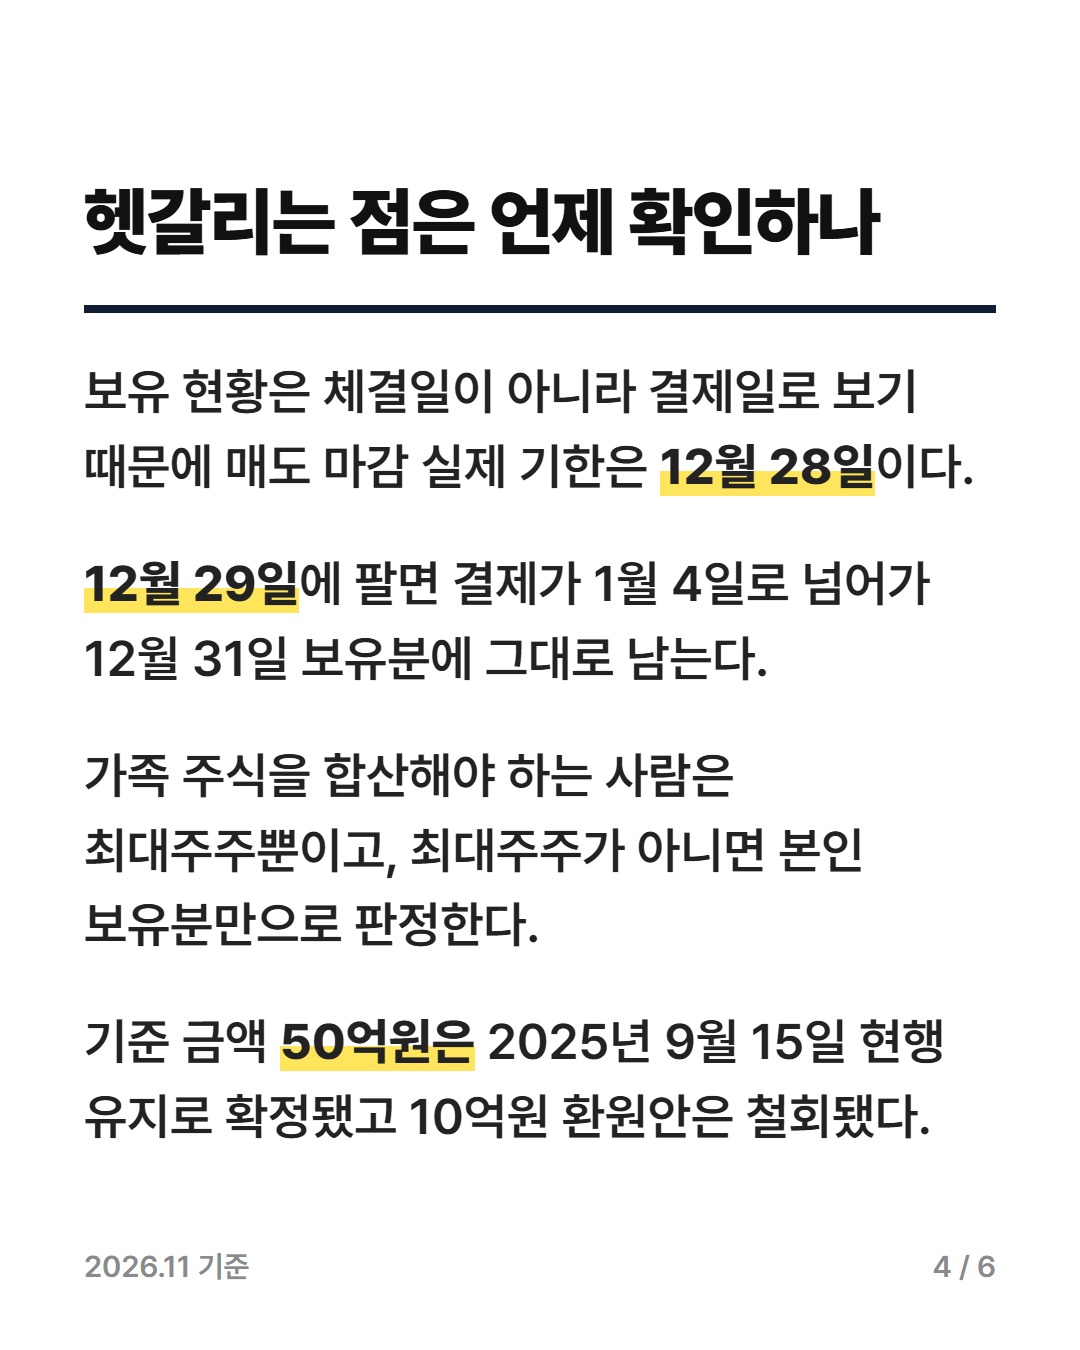 헷갈리는 점은 언제 확인하나
보유 현황은 체결일이 아니라 결제일로 보기
때문에 매도 마감 실제 기한은 12월 28일이다.
12월 29일에 팔면 결제가 1월 4일로 넘어가
12월 31일 보유분에 그대로 남는다.
가족 주식을 합산해야 하는 사람은
최대주주뿐이고, 최대주주가 아니면 본인
보유분만으로 판정한다.
기준 금액 50억원은 2025년 9월 15일 현행
유지로 확정됐고 10억원 환원안은 철회됐다.
2026.11 기준
4 / 6